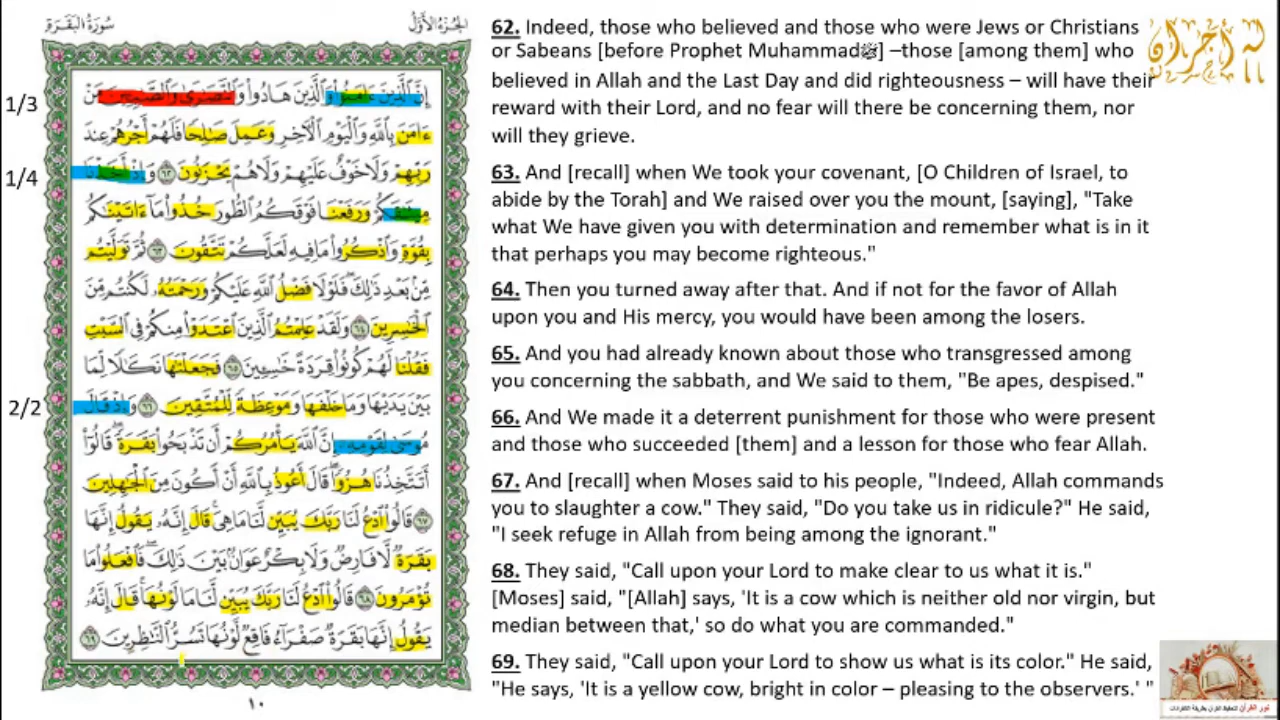 سُورَةُ البَقَرَةِ
الجُزْءُ الأَوَّلُ
إِنَّ ٱلَّذِينَ ءَامَنُوا۟ وَٱلَّذِينَ هَادُوا۟ وَٱلنَّصَٰرَىٰ وَٱلصَّٰبِـِٔينَ مَنْ
1/3
ءَامَنَ بِٱللَّهِ وَٱلْيَوْمِ ٱلْـَٔاخِرِ وَعَمِلَ صَٰلِحًا فَلَهُمْ أَجْرُهُمْ عِندَ
رَبِّهِمْ وَلَا خَوْفٌ عَلَيْهِمْ وَلَا هُمْ يَحْزَنُونَ ٦٢ وَإِذْ أَخَذْنَا
1/4
مِيثَٰقَكُمْ وَرَفَعْنَا فَوْقَكُمُ ٱلطُّورَ خُذُوا۟ مَآ ءَاتَيْنَٰكُم
بِقُوَّةٍ وَٱذْكُرُوا۟ مَا فِيهِ لَعَلَّكُمْ تَتَّقُونَ ٦٣ ثُمَّ تَوَلَّيْتُم
مِّنۢ بَعْدِ ذَٰلِكَ ۖ فَلَوْلَا فَضْلُ ٱللَّهِ عَلَيْكُمْ وَرَحْمَتُهُۥ لَكُنتُم مِّنَ
ٱلْخَٰسِرِينَ ٦٤ وَلَقَدْ عَلِمْتُمُ ٱلَّذِينَ ٱعْتَدَوْا۟ مِنكُمْ فِى ٱلسَّبْتِ
فَقُلْنَا لَهُمْ كُونُوا۟ قِرَدَةً خَٰسِـِٔينَ ٦٥ فَجَعَلْنَٰهَا نَكَٰلًا لِّمَا
بَيْنَ يَدَيْهَا وَمَا خَلْفَهَا وَمَوْعِظَةً لِّلْمُتَّقِينَ ٦٦ وَإِذْ قَالَ
2/2
مُوسَىٰ لِقَوْمِهِۦٓ إِنَّ ٱللَّهَ يَأْمُرُكُمْ أَن تَذْبَحُوا۟ بَقَرَةً ۖ قَالُوٓا۟
أَتَتَّخِذُنَا هُزُوًا ۖ قَالَ أَعُوذُ بِٱللَّهِ أَنْ أَكُونَ مِنَ ٱلْجَٰهِلِينَ
٦٧ قَالُوا۟ ٱدْعُ لَنَا رَبَّكَ يُبَيِّن لَّنَا مَا هِىَ ۚ قَالَ إِنَّهُۥ يَقُولُ إِنَّهَا
بَقَرَةٌ لَّا فَارِضٌ وَلَا بِكْرٌ عَوَانٌۢ بَيْنَ ذَٰلِكَ ۖ فَٱفْعَلُوا۟ مَا
تُؤْمَرُونَ ٦٨ قَالُوا۟ ٱدْعُ لَنَا رَبَّكَ يُبَيِّن لَّنَا مَا لَوْنُهَا ۚ قَالَ إِنَّهُۥ
يَقُولُ إِنَّهَا بَقَرَةٌ صَفْرَآءُ فَاقِعٌ لَّوْنُهَا تَسُرُّ ٱلنَّٰظِرِينَ ٦٩
١٠
62. Indeed, those who believed and those who were Jews or Christians
or Sabeans [before Prophet Muhammadﷺ] –those [among them] who
believed in Allah and the Last Day and did righteousness – will have their
reward with their Lord, and no fear will there be concerning them, nor
will they grieve.
63. And [recall] when We took your covenant, [O Children of Israel, to
abide by the Torah] and We raised over you the mount, [saying], "Take
what We have given you with determination and remember what is in it
that perhaps you may become righteous."
64. Then you turned away after that. And if not for the favor of Allah
upon you and His mercy, you would have been among the losers.
65. And you had already known about those who transgressed among
you concerning the sabbath, and We said to them, "Be apes, despised."
66. And We made it a deterrent punishment for those who were present
and those who succeeded [them] and a lesson for those who fear Allah.
67. And [recall] when Moses said to his people, "Indeed, Allah commands
you to slaughter a cow." They said, "Do you take us in ridicule?" He said,
"I seek refuge in Allah from being among the ignorant."
68. They said, "Call upon your Lord to make clear to us what it is."
[Moses] said, "[Allah] says, 'It is a cow which is neither old nor virgin, but
median between that,' so do what you are commanded."
69. They said, "Call upon your Lord to show us what is its color." He said,
"He says, 'It is a yellow cow, bright in color – pleasing to the observers.' "
له أجران
نور القرآن لتحفيظ القرآن بطريقة